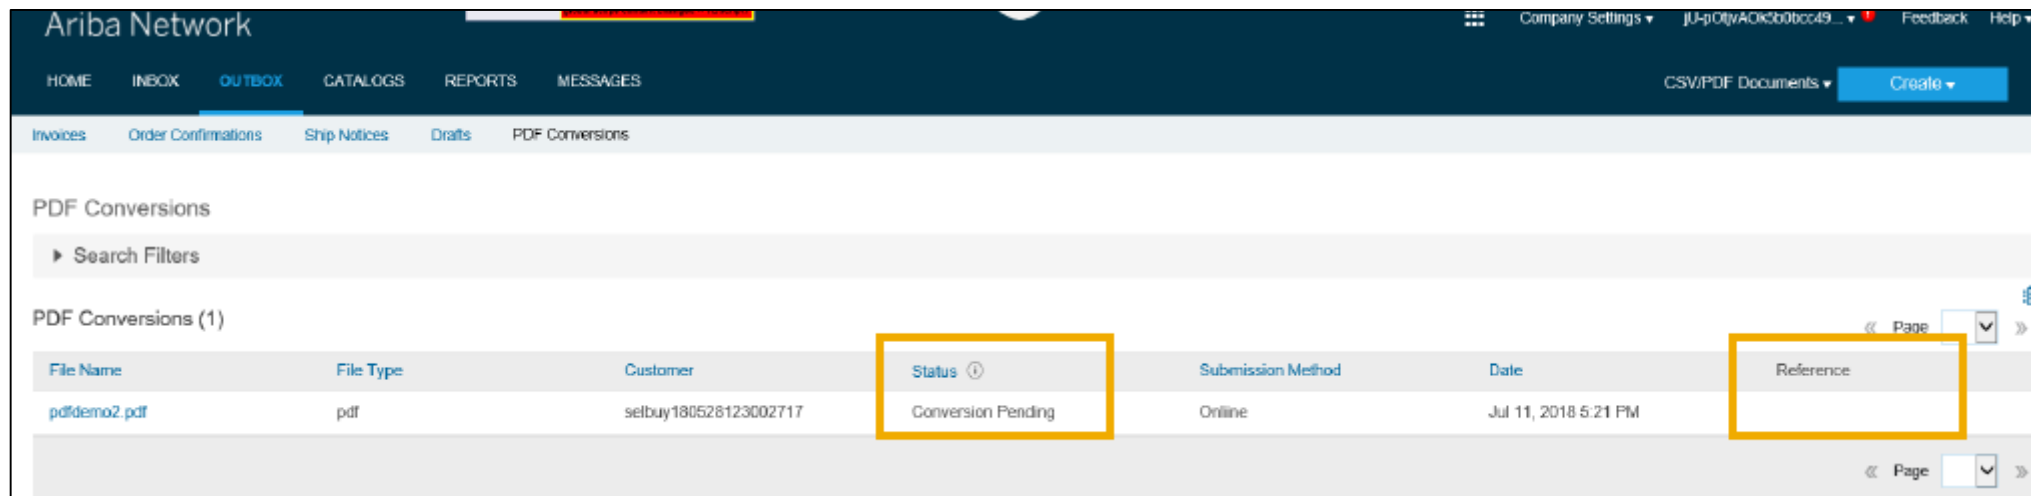 Ariba Network
Company Settings
Feedback Help
HOME INBOX OUTBOX CATALOGS REPORTS MESSAGES
CSV/PDF Documents Create
Invoices Order Confirmations Ship Notices Drafts PDF Conversions
PDF Conversions
Search Filters
PDF Conversions (1)
« Page »
File Name File Type Customer Status Submission Method Date Reference
pdfdemo2.pdf pdf selbuy180528123002717 Conversion Pending Online Jul 11, 2018 5:21 PM
« Page »